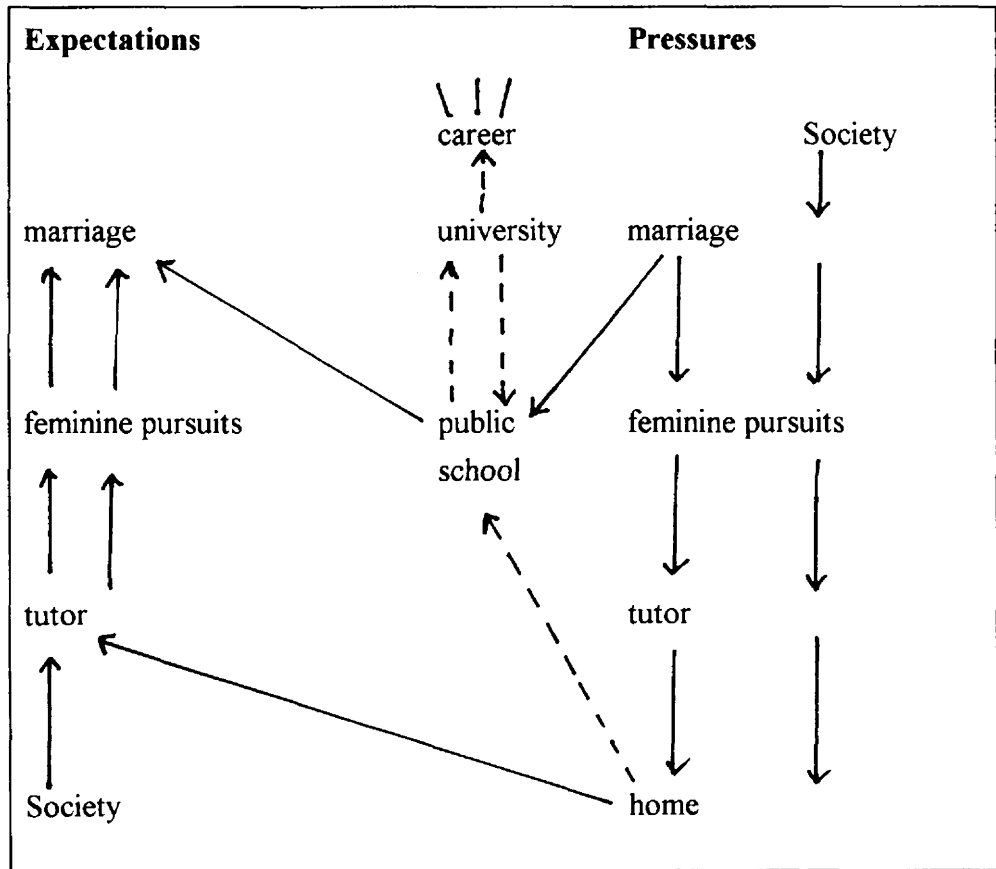 Expectations Pressures
career Society
marriage university marriage
feminine pursuits public feminine pursuits
school
tutor tutor
Society home